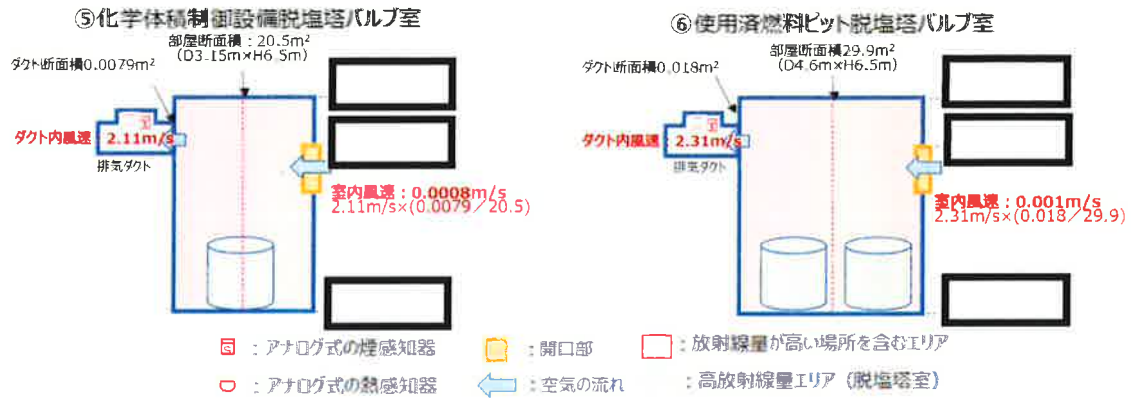 ⑤化学体積制御設備脱塩塔バルブ室
部屋断面積：20.5m²
(D3.15m×H6.5m)
ダクト断面積0.0079m²
ダクト内風速
2.11m/s
排気ダクト
室内風速：0.0008m/s
2.11m/s×(0.0079／20.5)
⑥使用済燃料ピット脱塩塔バルブ室
部屋断面積29.9m²
(D4.6m×H6.5m)
ダクト断面積0.018m²
ダクト内風速
2.31m/s
排気ダクト
室内風速：0.001m/s
2.31m/s×(0.018／29.9)
S：アナログ式の煙感知器
：開口部
：放射線量が高い場所を含むエリア
：アナログ式の熱感知器
：空気の流れ
：高放射線量エリア（脱塩塔室）